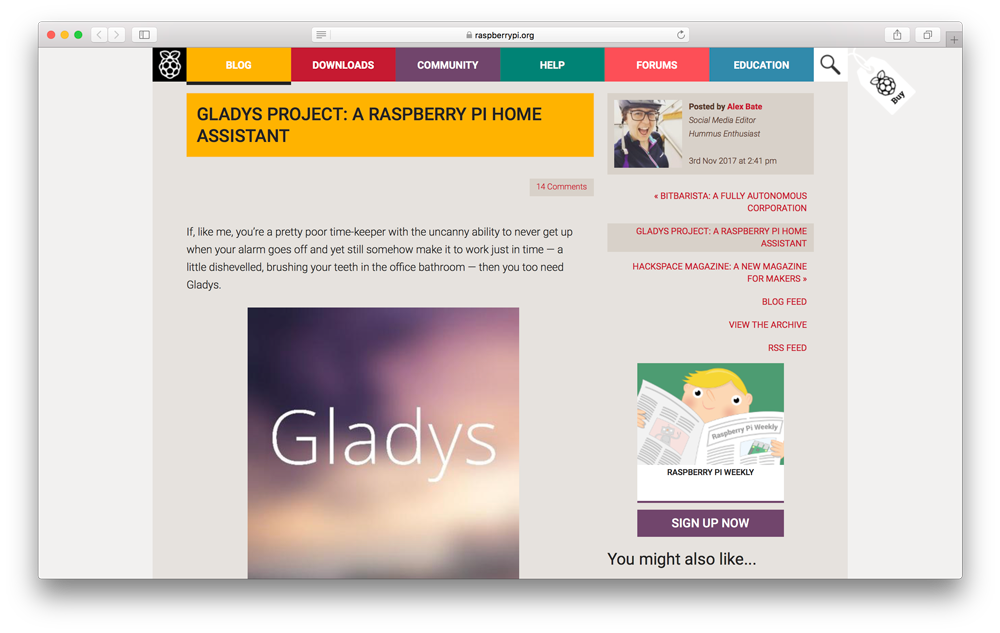 raspberrypi.org
BLOG
DOWNLOADS
COMMUNITY
HELP
FORUMS
EDUCATION
Buy
GLADYS PROJECT: A RASPBERRY PI HOME
ASSISTANT
14 Comments
If, like me, you're a pretty poor time-keeper with the uncanny ability to never get up
when your alarm goes off and yet still somehow make it to work just in time — a
little dishevelled, brushing your teeth in the office bathroom — then you too need
Gladys.
Gladys
Posted by Alex Bate
Social Media Editor
Hummus Enthusiast
3rd Nov 2017 at 2:41 pm
« BITBARISTA: A FULLY AUTONOMOUS
CORPORATION
GLADYS PROJECT: A RASPBERRY PI HOME
ASSISTANT
HACKSPACE MAGAZINE: A NEW MAGAZINE
FOR MAKERS »
BLOG FEED
VIEW THE ARCHIVE
RSS FEED
Raspberry Pi Weekly
RASPBERRY PI WEEKLY
SIGN UP NOW
You might also like...